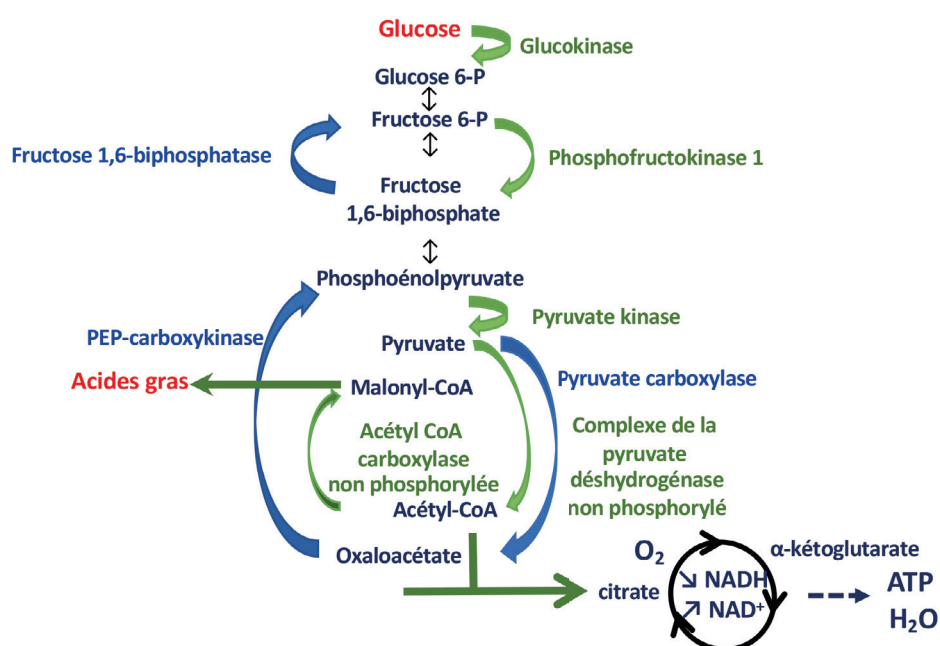 Glucose
Glucokinase
Glucose 6-P
Fructose 6-P
Fructose 1,6-biphosphatase
Phosphofructokinase 1
Fructose
1,6-biphosphate
Phosphoénolpyruvate
Pyruvate kinase
PEP-carboxykinase
Pyruvate
Pyruvate carboxylase
Acides gras
Malonyl-CoA
Acétyl CoA
carboxylase
non phosphorylée
Complexe de la
pyruvate
déshydrogénase
non phosphorylé
Acétyl-CoA
Oxaloacétate
O₂
α-kétoglutarate
citrate
↘ NADH
↗ NAD⁺
ATP
H₂O